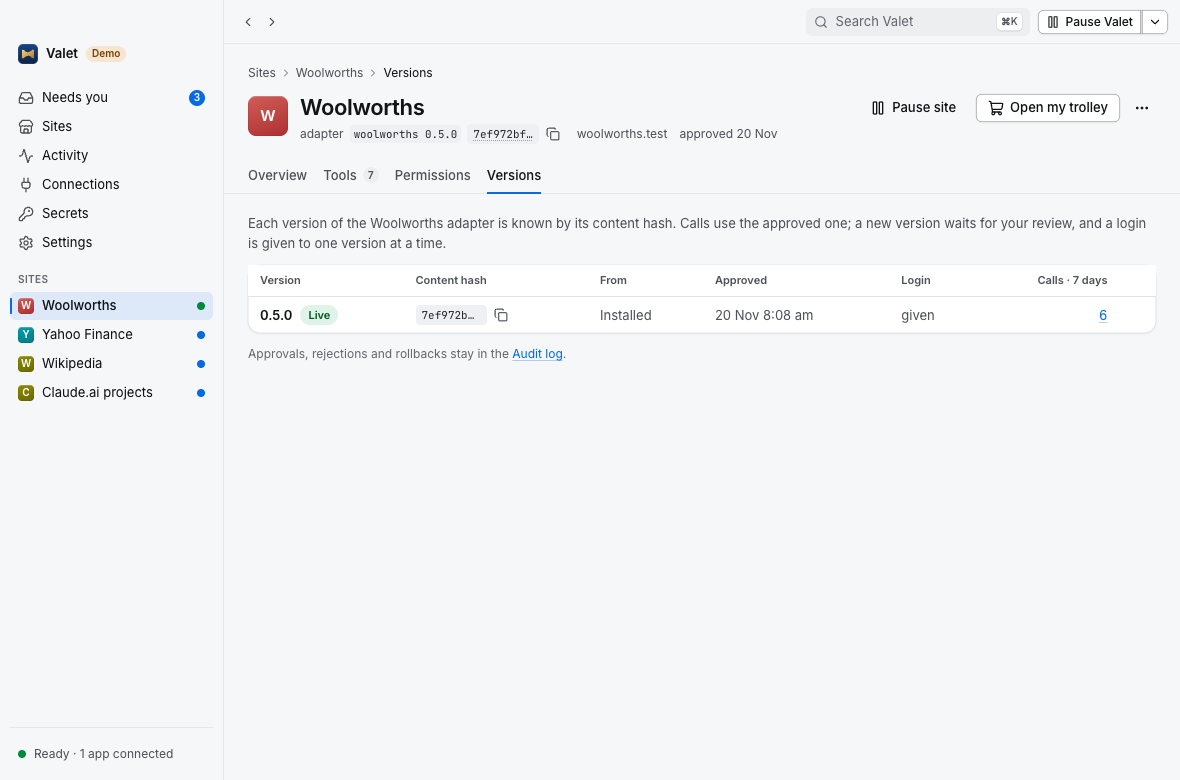 Search Valet
⌘K
Pause Valet
Valet
Demo
Needs you
3
Sites
Activity
Connections
Secrets
Settings
SITES
W Woolworths
Y Yahoo Finance
W Wikipedia
C Claude.ai projects
Ready · 1 app connected
Sites > Woolworths > Versions
W
Woolworths
adapter woolworths 0.5.0 7ef972bf… woolworths.test approved 20 Nov
Pause site
Open my trolley
Overview Tools 7 Permissions Versions
Each version of the Woolworths adapter is known by its content hash. Calls use the approved one; a new version waits for your review, and a login
is given to one version at a time.
Version Content hash From Approved Login Calls · 7 days
0.5.0 Live 7ef972b… Installed 20 Nov 8:08 am given 6
Approvals, rejections and rollbacks stay in the Audit log.